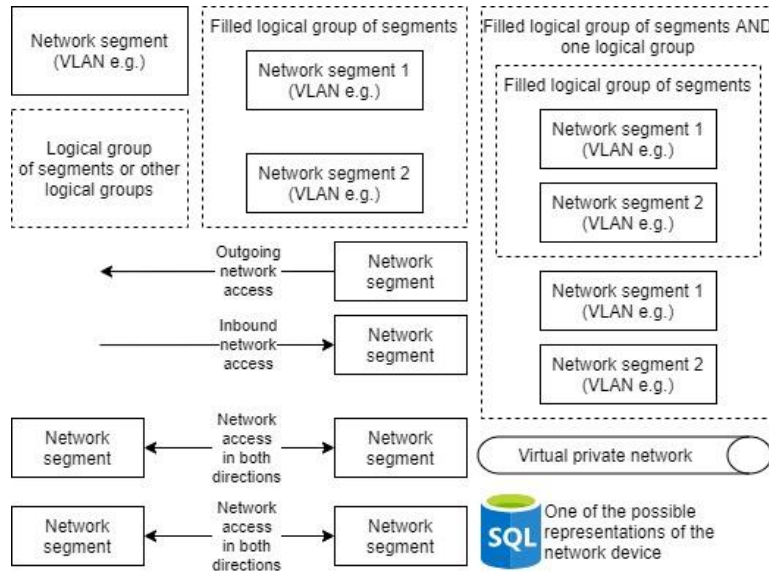 Network segment
(VLAN e.g.)
Logical group
of segments or other
logical groups
Filled logical group of segments
Network segment 1
(VLAN e.g.)
Network segment 2
(VLAN e.g.)
Filled logical group of segments AND
one logical group
Filled logical group of segments
Network segment 1
(VLAN e.g.)
Network segment 2
(VLAN e.g.)
Network segment 1
(VLAN e.g.)
Network segment 2
(VLAN e.g.)
Outgoing
network
access
Network
segment
Inbound
network
access
Network
segment
Network
segment
Network
access
in both
directions
Network
segment
Network
segment
Network
access
in both
directions
Network
segment
Virtual private network
SQL
One of the possible
representations of the
network device